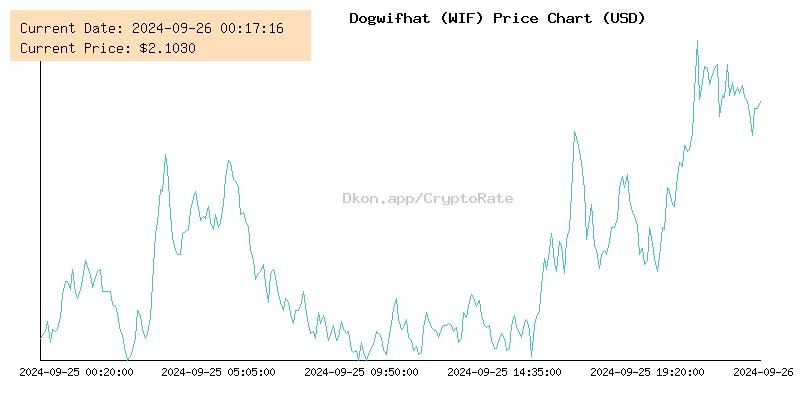 Dogwifhat (WIF) Price Chart (USD)
Current Date: 2024-09-26 00:17:16
Current Price: $2.1030
Dkon.app/CryptoRate
2024-09-25 00:20:00 2024-09-25 05:05:00 2024-09-25 09:50:00 2024-09-25 14:35:00 2024-09-25 19:20:00 2024-09-26